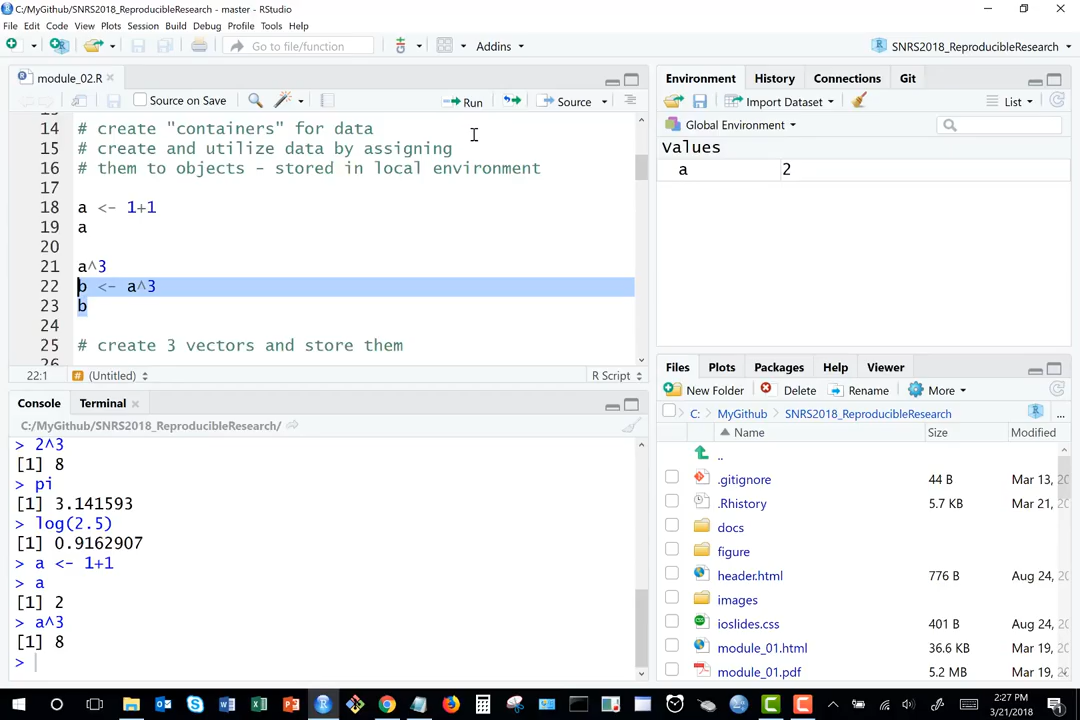 C:/MyGithub/SNRS2018_ReproducibleResearch - master - RStudio
File Edit Code View Plots Session Build Debug Profile Tools Help
Go to file/function Addins SNRS2018_ReproducibleResearch
module_02.R
Source on Save Run Source
14 # create "containers" for data
15 # create and utilize data by assigning
16 # them to objects - stored in local environment
17
18 a <- 1+1
19 a
20
21 a^3
22 b <- a^3
23 b
24
25 # create 3 vectors and store them
26
22:1 (Untitled) R Script
Console Terminal
C:/MyGithub/SNRS2018_ReproducibleResearch/
> 2^3
[1] 8
> pi
[1] 3.141593
> log(2.5)
[1] 0.9162907
> a <- 1+1
> a
[1] 2
> a^3
[1] 8
>
Environment History Connections Git
Import Dataset List
Global Environment
Values
a 2
Files Plots Packages Help Viewer
New Folder Delete Rename More
C: MyGithub SNRS2018_ReproducibleResearch ...
Name Size Modified
..
.gitignore 44 B Mar 13,
.Rhistory 5.7 KB Mar 21,
docs
figure
header.html 776 B Aug 24,
images
ioslides.css 401 B Aug 24,
module_01.html 36.6 KB Mar 19,
module_01.pdf 5.2 MB Mar 19,
2:27 PM
3/21/2018